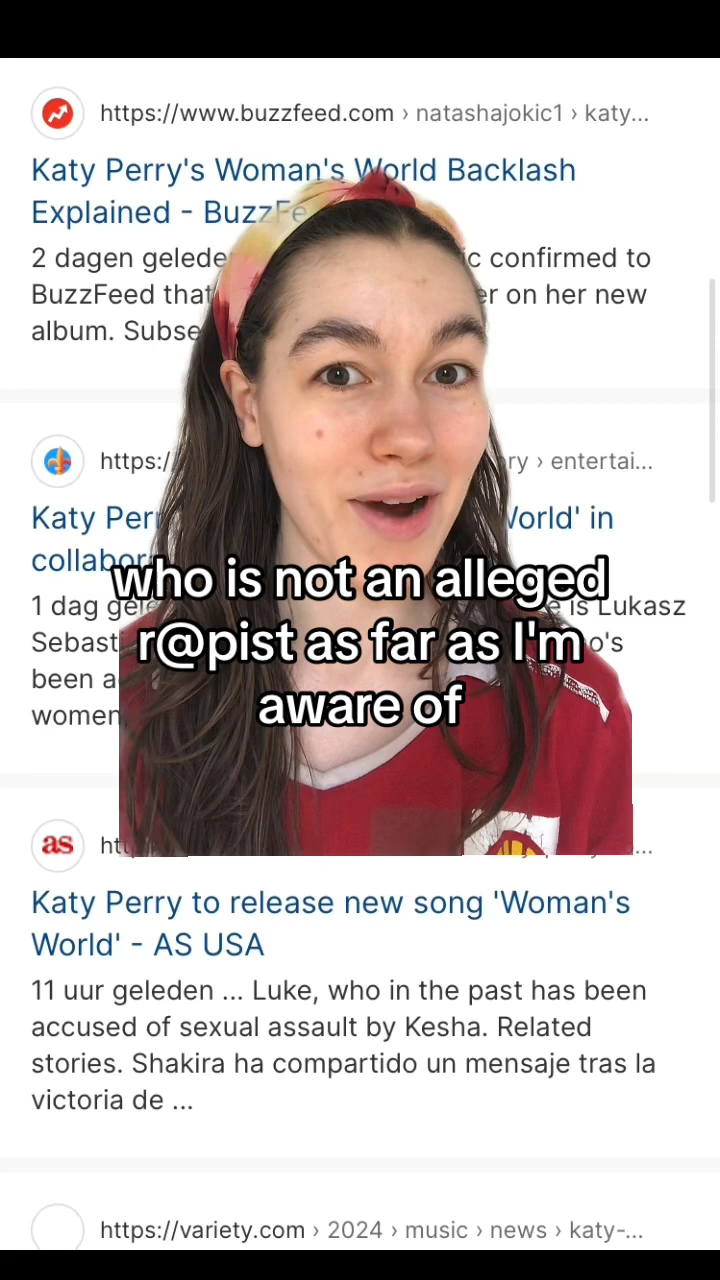 https://www.buzzfeed.com › natashajokic1 › katy...
Katy Perry's Woman's World Backlash
Explained - BuzzFe
2 dagen gelede c confirmed to
BuzzFeed that er on her new
album. Subse
https:/ ry › entertai...
Katy Perr World' in
collabor
who is not an alleged
r@pist as far as I'm
aware of
1 dag gele e is Lukasz
Sebast o's
been a
women
as
Katy Perry to release new song 'Woman's
World' - AS USA
11 uur geleden ... Luke, who in the past has been
accused of sexual assault by Kesha. Related
stories. Shakira ha compartido un mensaje tras la
victoria de ...
https://variety.com › 2024 › music › news › katy-...